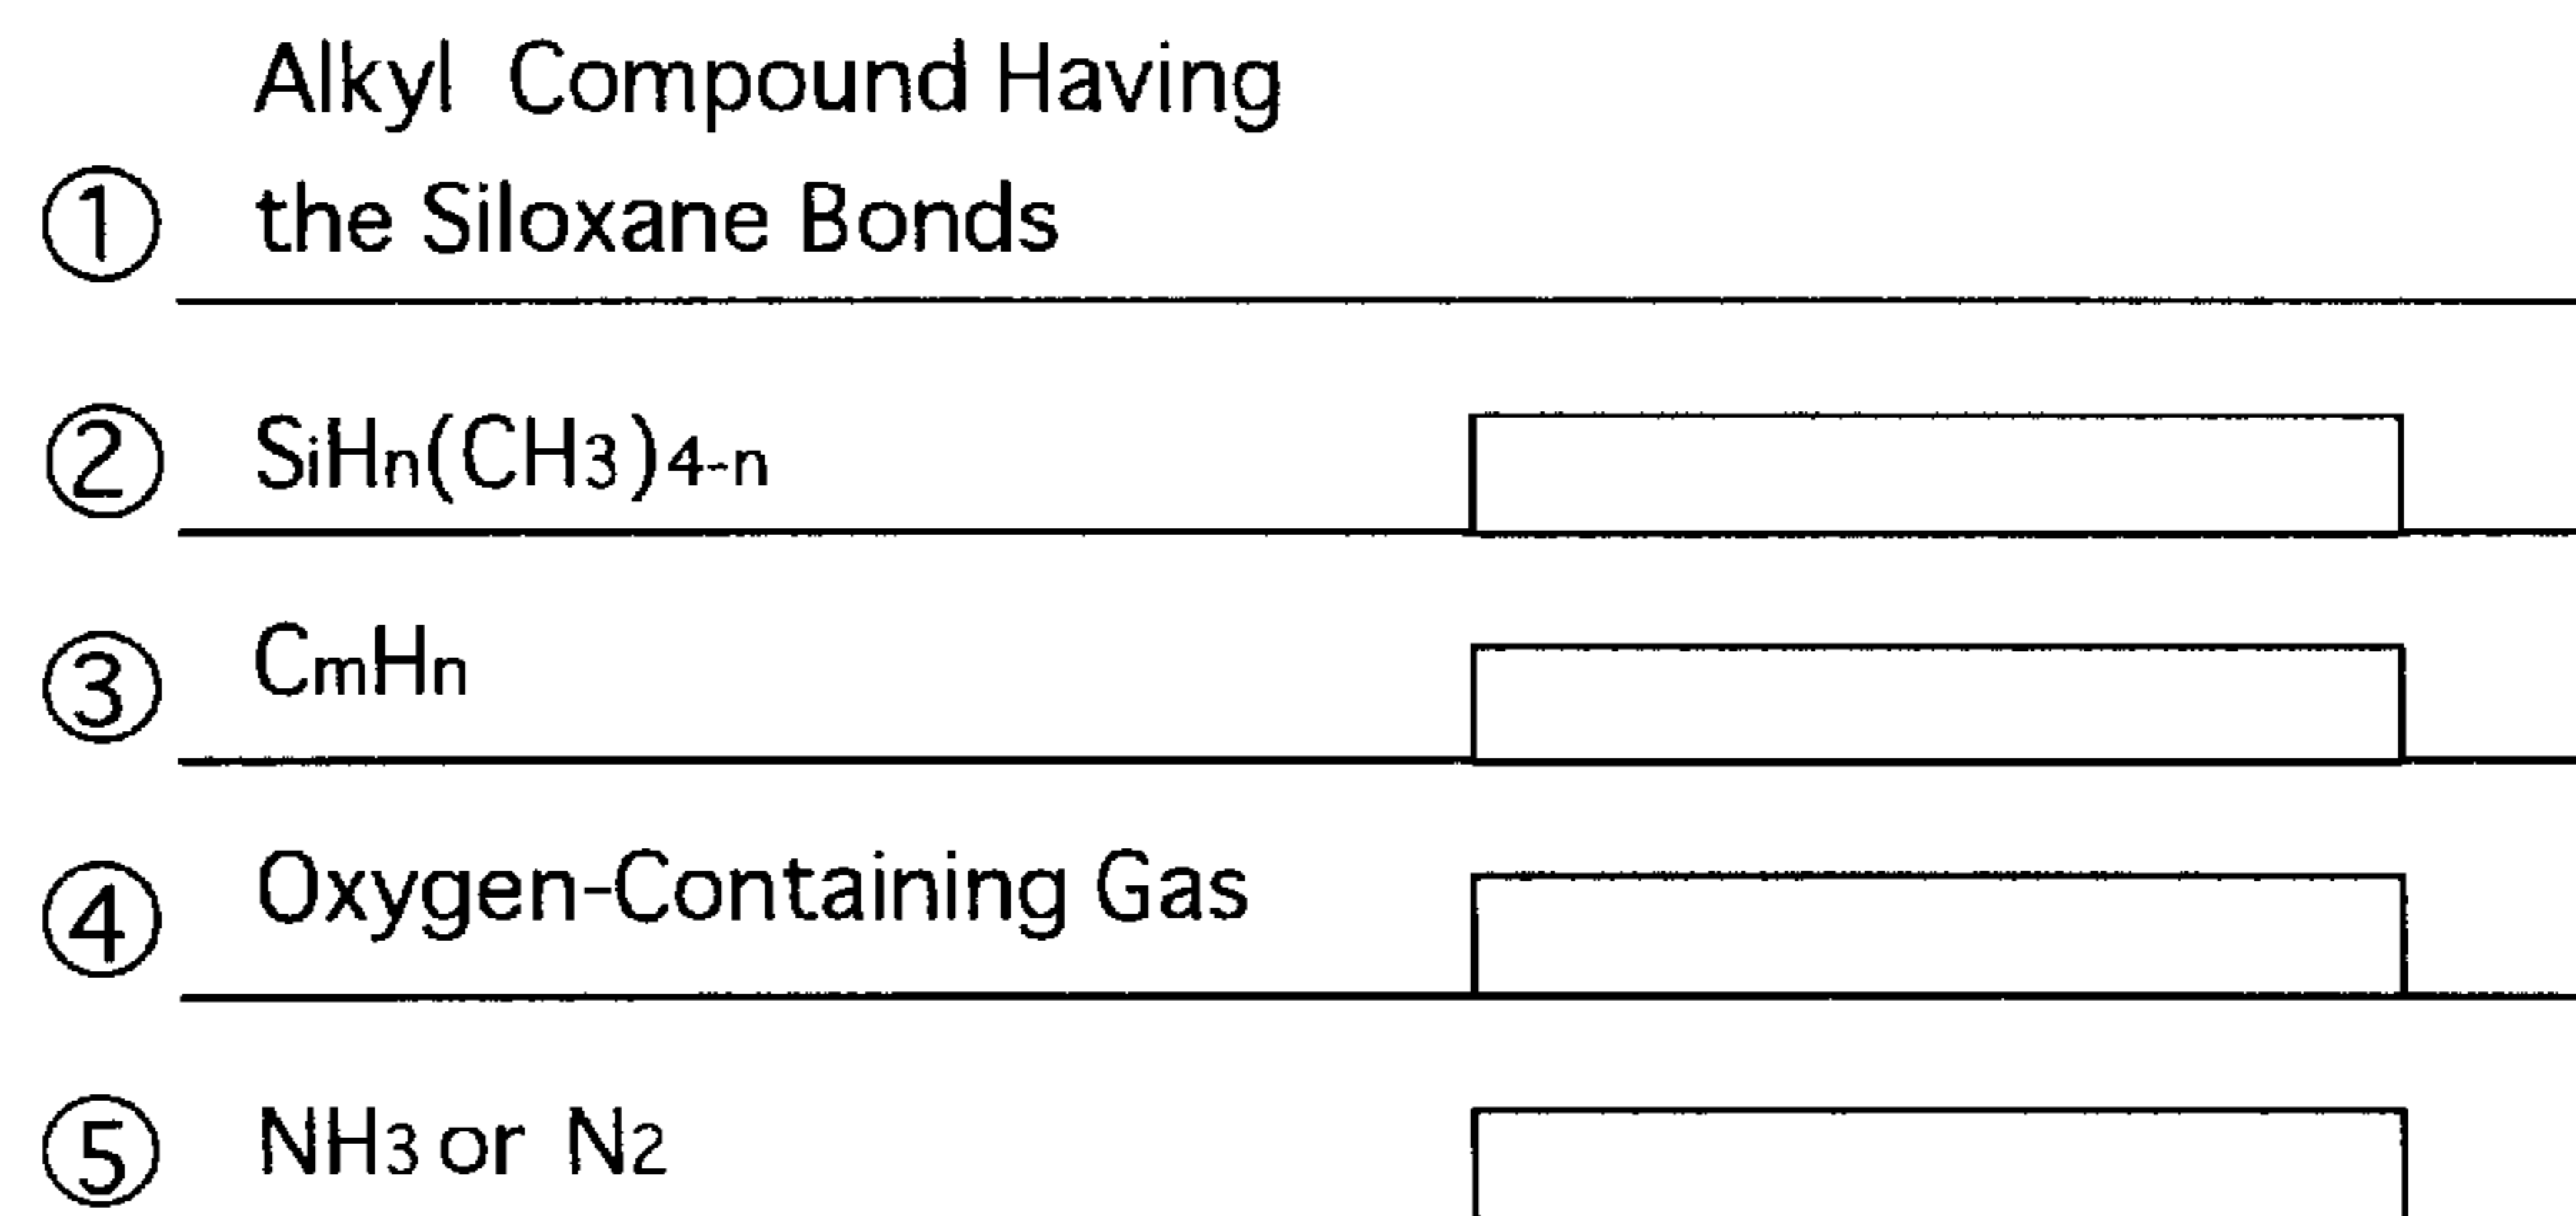 Alkyl Compound Having
① the Siloxane Bonds
② SiHn(CH3)4-n
③ CmHn
④ Oxygen-Containing Gas
⑤ NH3 or N2